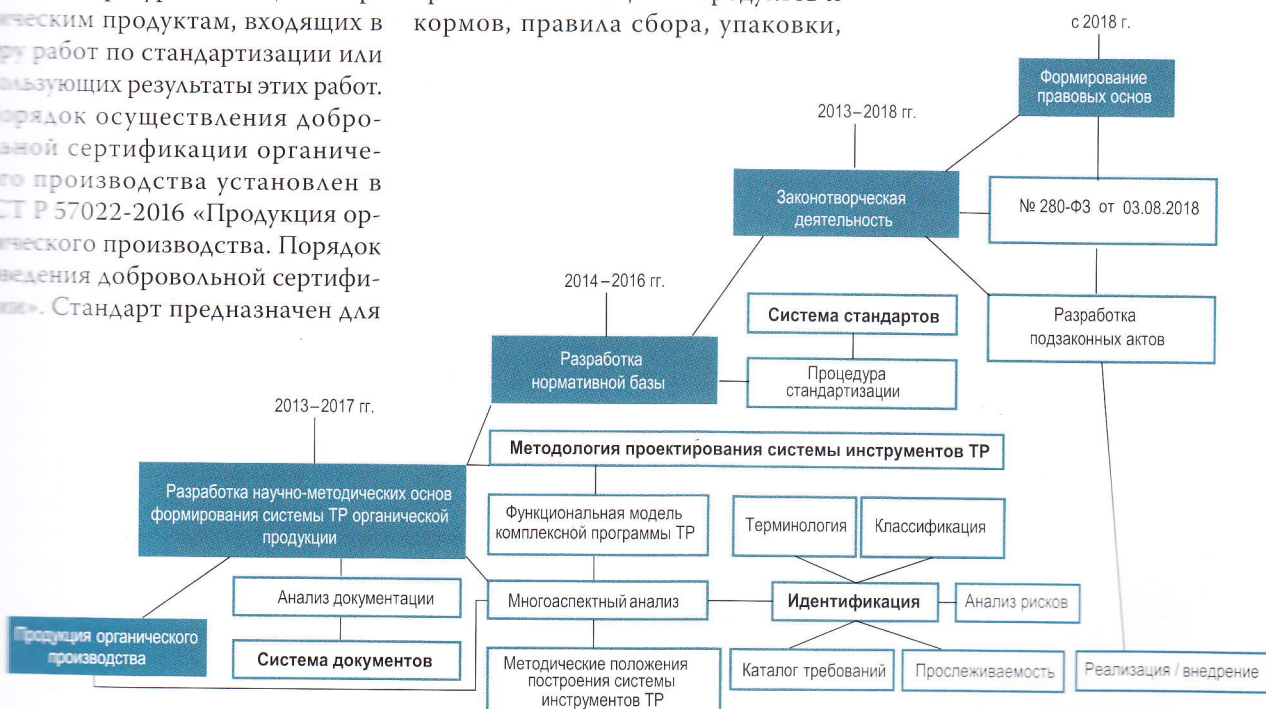 продуктам, входящих в
работ по стандартизации или
результаты этих работ.
осуществления добро-
сертификации органиче-
производства установлен в
Р 57022-2016 «Продукция ор-
производства. Порядок
добровольной сертифи-
Стандарт предназначен для
кормов, правила сбора, упаковки,
с 2018 г.
Формирование
правовых основ
2013–2018 гг.
Законотворческая
деятельность
№ 280-ФЗ от 03.08.2018
2014–2016 гг.
Система стандартов
Разработка
подзаконных актов
Разработка
нормативной базы
Процедура
стандартизации
2013–2017 гг.
Методология проектирования системы инструментов ТР
Разработка научно-методических основ
формирования системы ТР органической
продукции
Функциональная модель
комплексной программы ТР
Терминология
Классификация
Анализ документации
Многоаспектный анализ
Идентификация
Анализ рисков
Продукция органического
производства
Система документов
Методические положения
построения системы
инструментов ТР
Каталог требований
Прослеживаемость
Реализация / внедрение